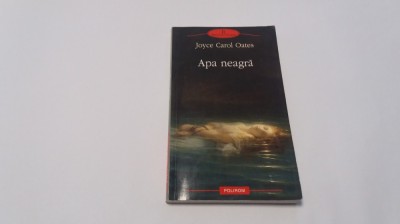 Joyce Carol Oates
Apa neagră
POLIROM